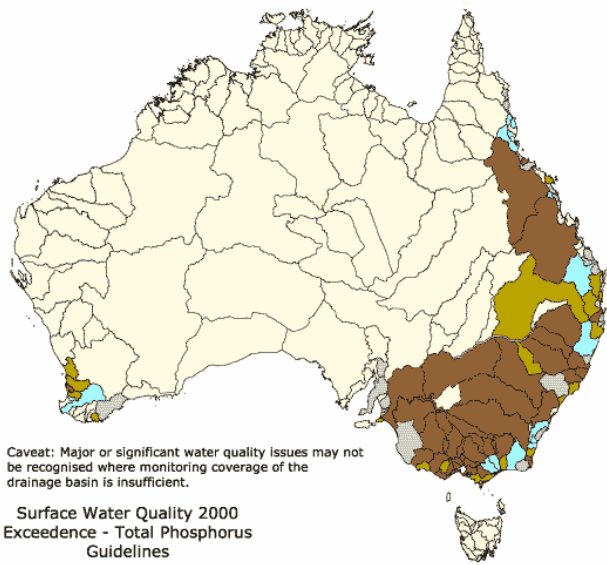 Caveat: Major or significant water quality issues may not
be recognised where monitoring coverage of the
drainage basin is insufficient.
Surface Water Quality 2000
Exceedence - Total Phosphorus
Guidelines